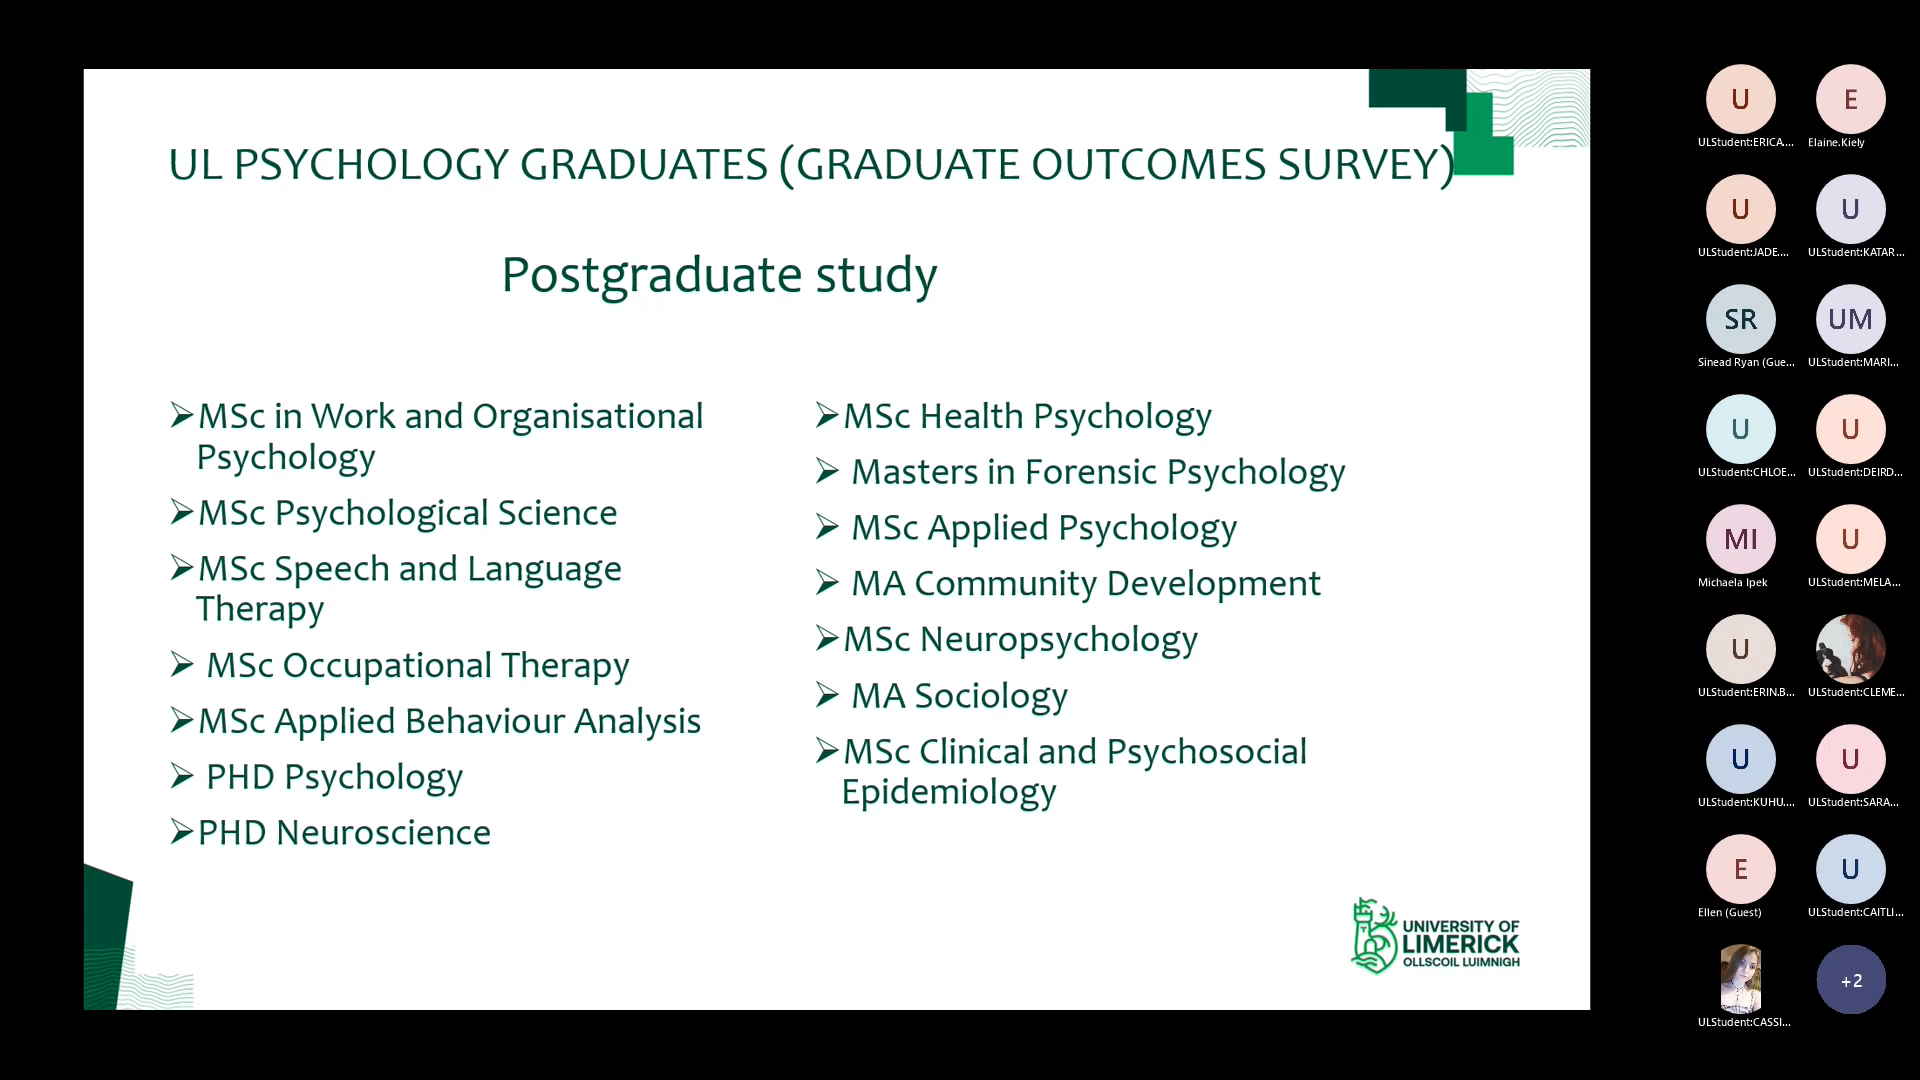 UL PSYCHOLOGY GRADUATES (GRADUATE OUTCOMES SURVEY)
Postgraduate study
➢MSc in Work and Organisational
Psychology
➢MSc Psychological Science
➢MSc Speech and Language
Therapy
➢ MSc Occupational Therapy
➢MSc Applied Behaviour Analysis
➢ PHD Psychology
➢PHD Neuroscience
➢MSc Health Psychology
➢ Masters in Forensic Psychology
➢ MSc Applied Psychology
➢ MA Community Development
➢MSc Neuropsychology
➢ MA Sociology
➢MSc Clinical and Psychosocial
Epidemiology
UNIVERSITY OF
LIMERICK
OLLSCOIL LUIMNIGH
U
ULStudent:ERICA....
E
Elaine.Kiely
U
ULStudent:JADE....
U
ULStudent:KATAR...
SR
Sinead Ryan (Gue...
UM
ULStudent:MARI...
U
ULStudent:CHLOE...
U
ULStudent:DEIRD...
MI
Michaela Ipek
U
ULStudent:MELA...
U
ULStudent:ERIN.B...
ULStudent:CLEME...
U
ULStudent:KUHU....
U
ULStudent:SARA...
E
Ellen (Guest)
U
ULStudent:CAITLI...
ULStudent:CASSI...
+2